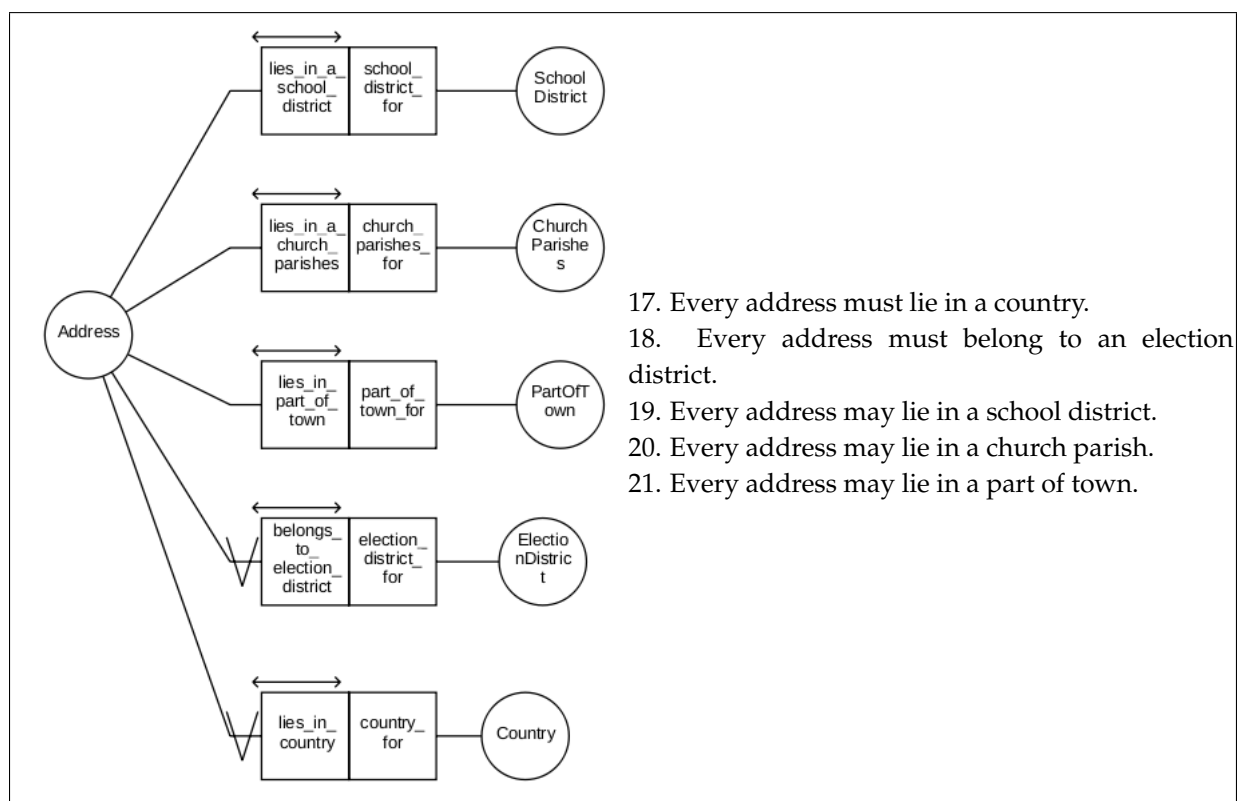 lies_in_a_
school_
district
school_
district_
for
School
District
lies_in_a_
church_
parishes
church_
parishes_
for
Church
Parishe
s
Address
lies_in_
part_of_
town
part_of_
town_for
PartOfT
own
belongs_
to_
election_
district
election_
district_
for
Electio
nDistric
t
lies_in_
country
country_
for
Country
17. Every address must lie in a country.
18. Every address must belong to an election
district.
19. Every address may lie in a school district.
20. Every address may lie in a church parish.
21. Every address may lie in a part of town.